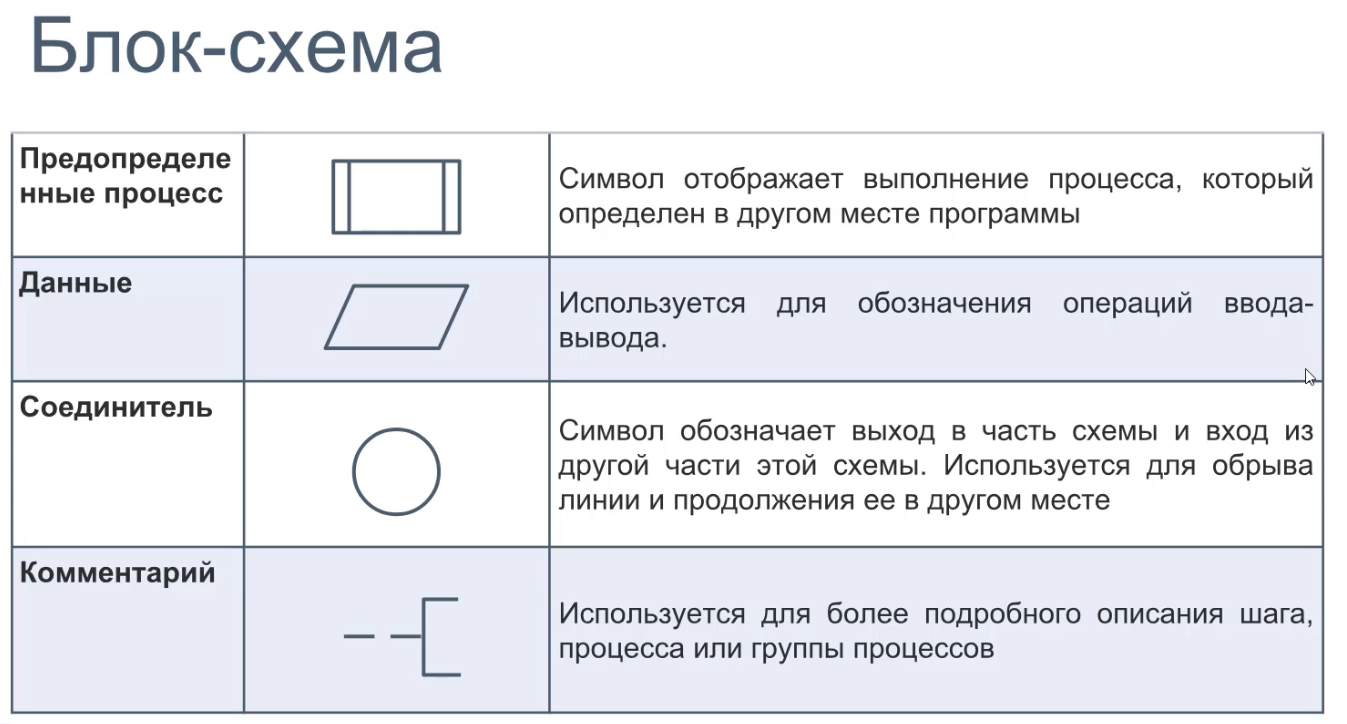 Блок-схема
Предопределе
нные процесс
Символ отображает выполнение процесса, который
определен в другом месте программы
Данные
Используется для обозначения операций ввода-
вывода.
Соединитель
Символ обозначает выход в часть схемы и вход из
другой части этой схемы. Используется для обрыва
линии и продолжения ее в другом месте
Комментарий
Используется для более подробного описания шага,
процесса или группы процессов